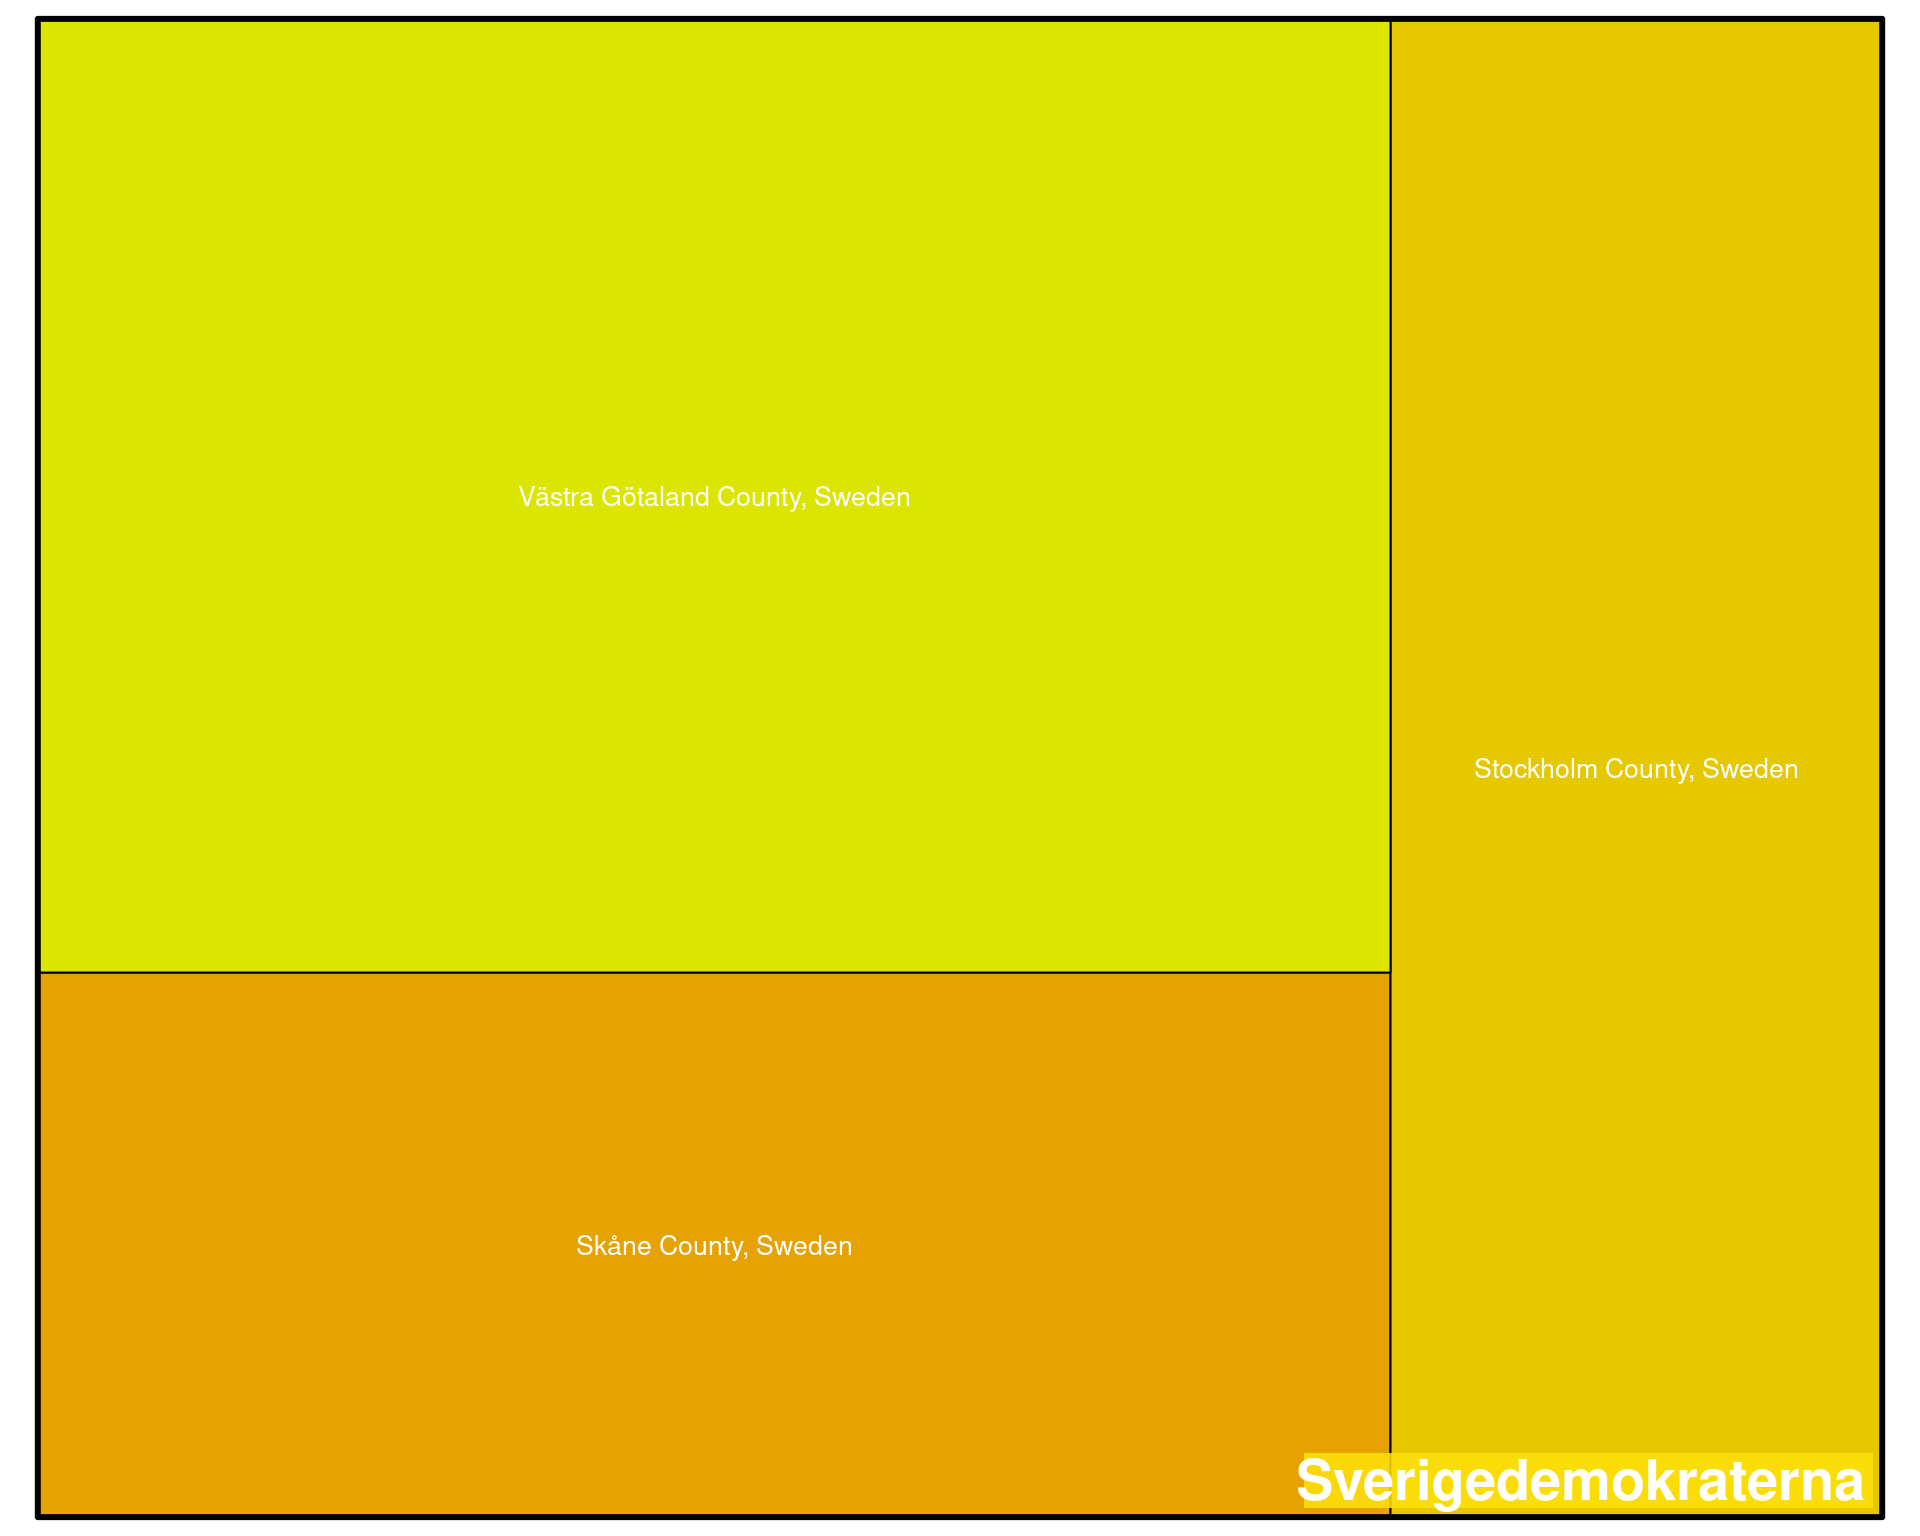 Västra Götaland County, Sweden
Stockholm County, Sweden
Skåne County, Sweden
Sverigedemokraterna